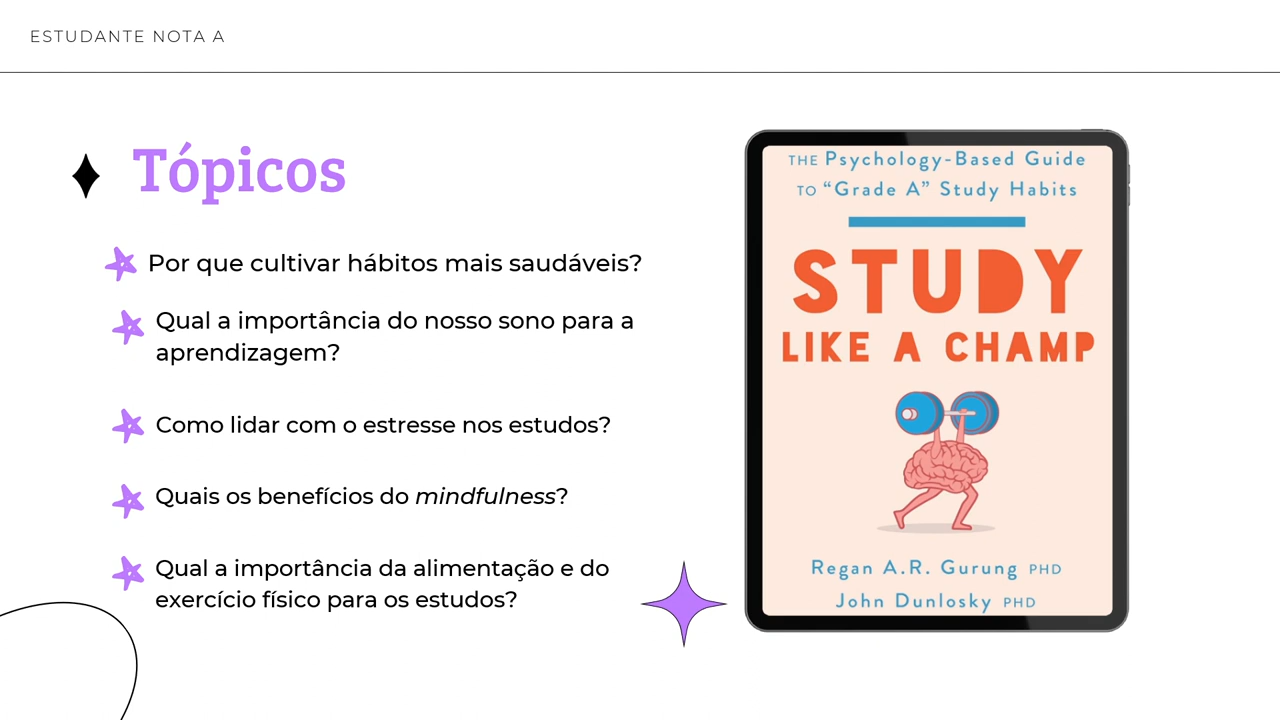 ESTUDANTE NOTA A
Tópicos
Por que cultivar hábitos mais saudáveis?
Qual a importância do nosso sono para a
aprendizagem?
Como lidar com o estresse nos estudos?
Quais os benefícios do mindfulness?
Qual a importância da alimentação e do
exercício físico para os estudos?
THE Psychology-Based Guide
TO “Grade A” Study Habits
STUDY
LIKE A CHAMP
Regan A.R. Gurung PHD
John Dunlosky PHD